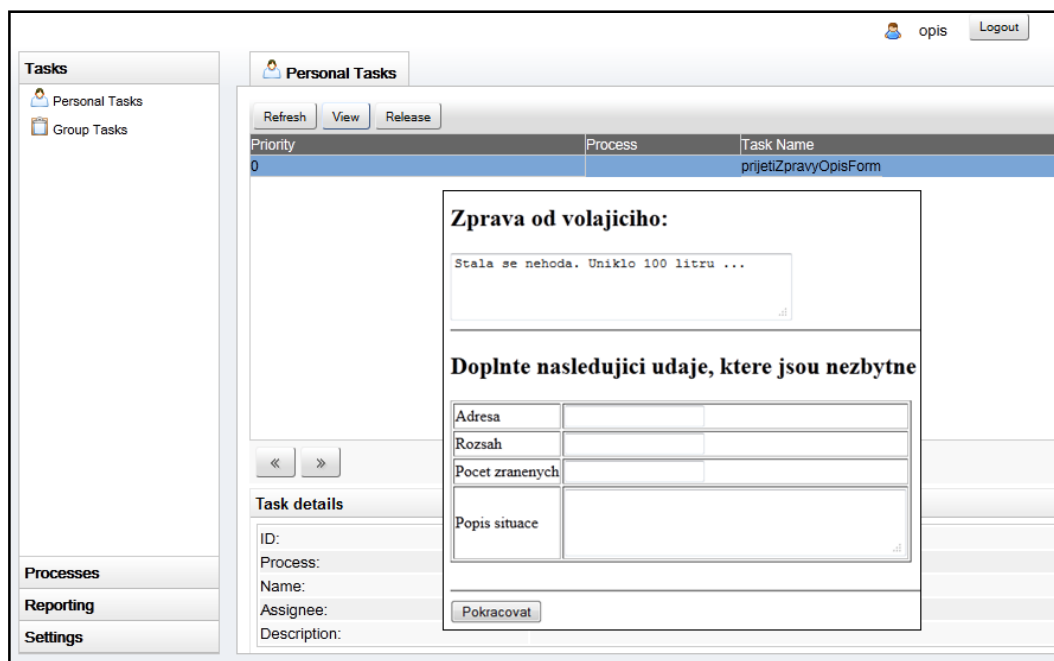 opis
Logout
Tasks
Personal Tasks
Group Tasks
Processes
Reporting
Settings
Personal Tasks
Refresh View Release
Priority Process Task Name
0 prijetiZpravyOpisForm
Zprava od volajiciho:
Stala se nehoda. Uniklo 100 litru ...
Doplnte nasledujici udaje, ktere jsou nezbytne
Adresa
Rozsah
Pocet zranenych
Popis situace
Pokracovat
« »
Task details
ID:
Process:
Name:
Assignee:
Description: